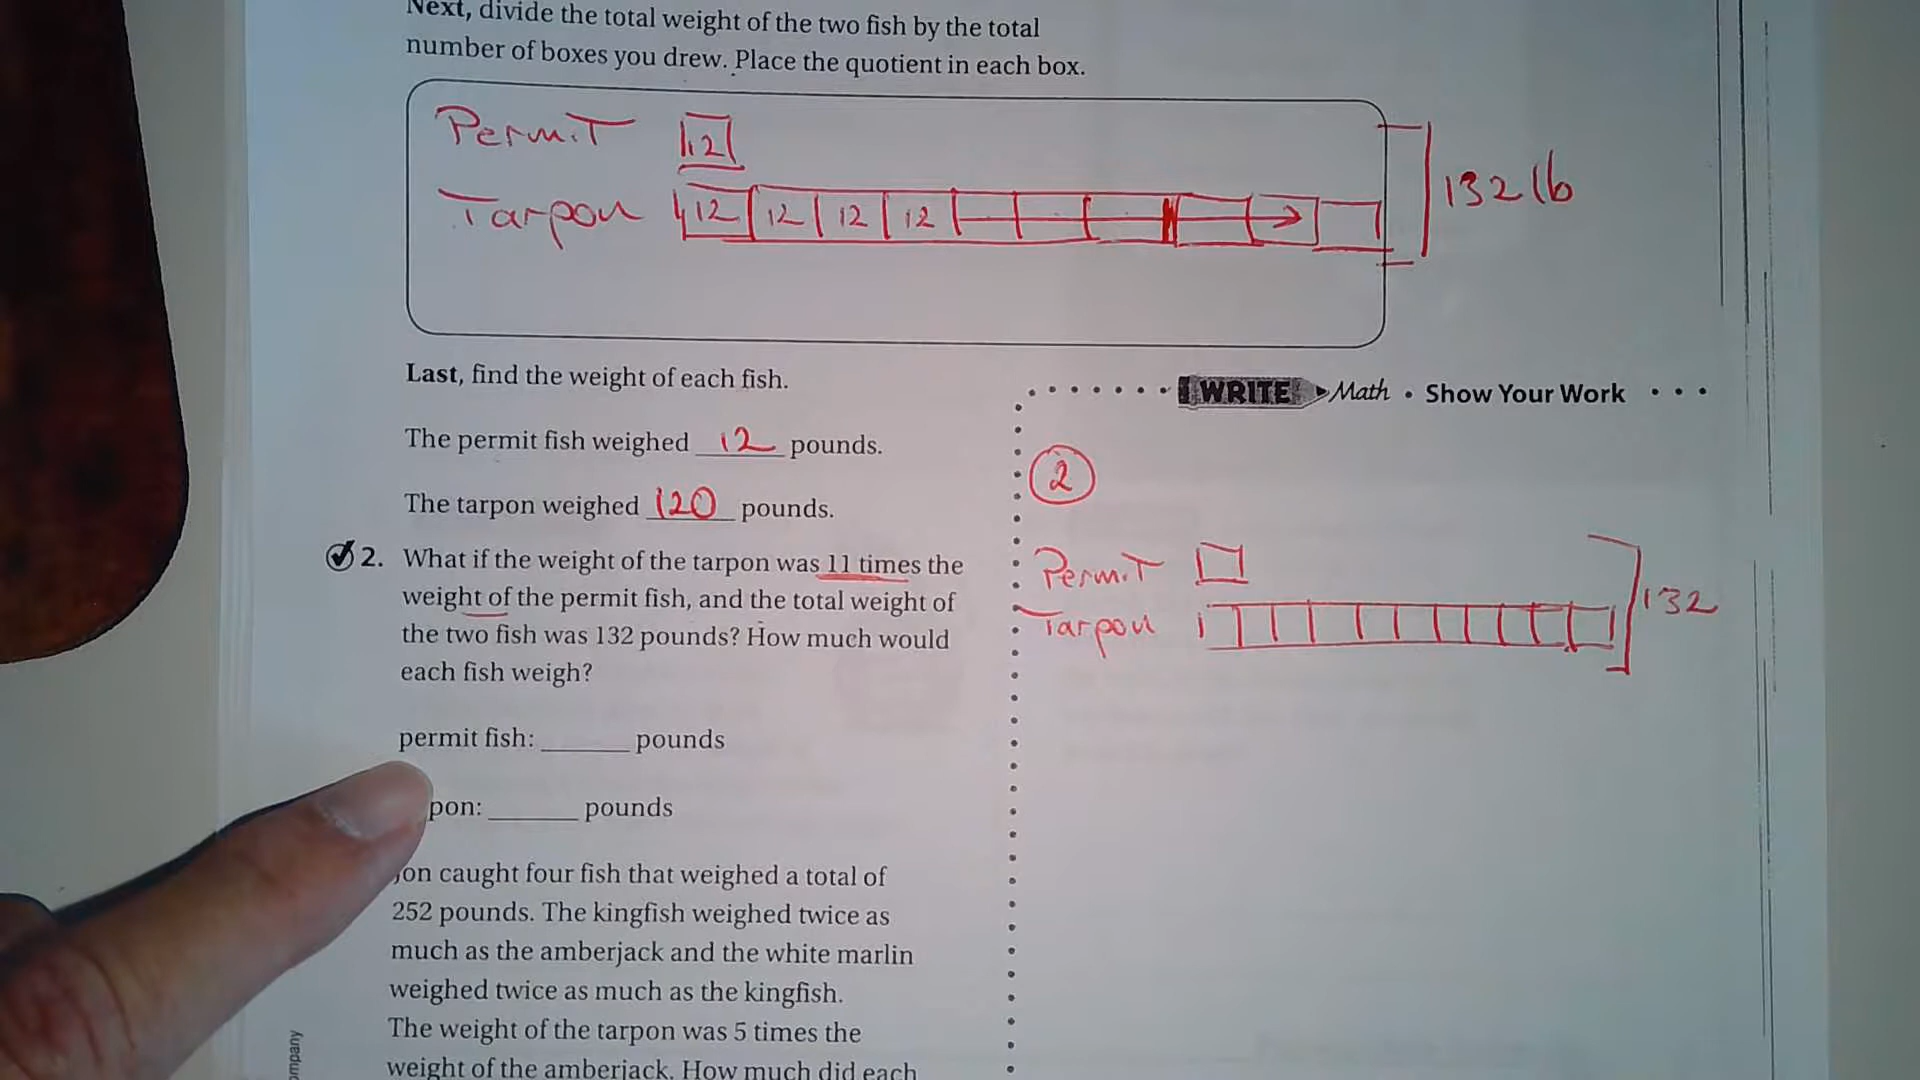 Next, divide the total weight of the two fish by the total
number of boxes you drew. Place the quotient in each box.
Permit 12
Tarpon 12 12 12 12
132 lb
Last, find the weight of each fish.
WRITE Math • Show Your Work
The permit fish weighed 12 pounds.
The tarpon weighed 120 pounds.
2
2. What if the weight of the tarpon was 11 times the
weight of the permit fish, and the total weight of
the two fish was 132 pounds? How much would
each fish weigh?
Permit
Tarpon
132
permit fish: ______ pounds
pon: ______ pounds
on caught four fish that weighed a total of
252 pounds. The kingfish weighed twice as
much as the amberjack and the white marlin
weighed twice as much as the kingfish.
The weight of the tarpon was 5 times the
weight of the amberjack. How much did each
ompany